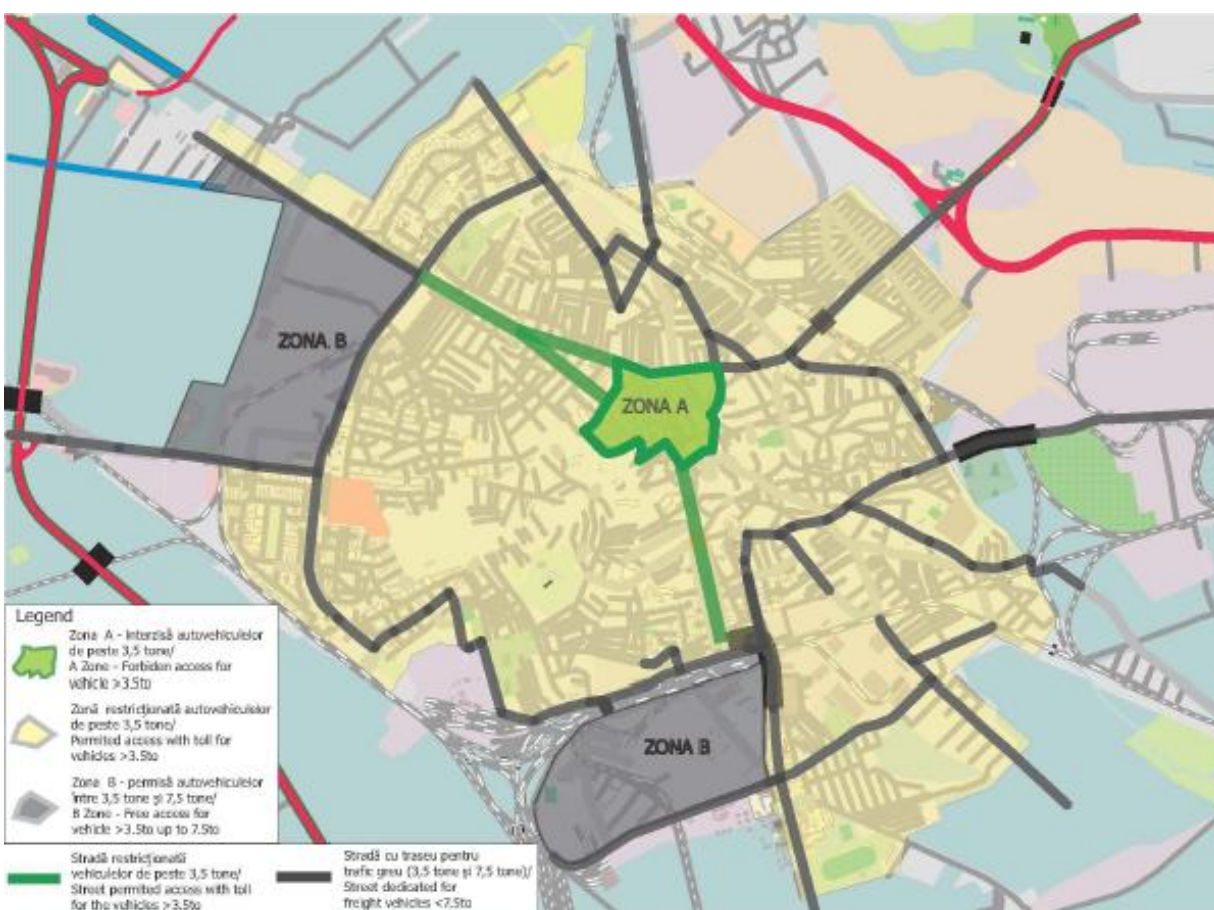 ZONA B
ZONA A
ZONA B
Legend
Zona A - Interzisă autovehiculelor
de peste 3,5 tone/
A Zone - Forbiden access for
vehicle >3.5to
Zonă restricționată autovehiculelor
de peste 3,5 tone/
Permited access with toll for
vehicles >3.5to
Zona B - permisă autovehiculelor
între 3,5 tone și 7,5 tone/
B Zone - Free access for
vehicle >3.5to up to 7.5to
Stradă restricționată
vehiculelor de peste 3,5 tone/
Street permited access with toll
for the vehicles >3.5to
Stradă cu traseu pentru
trafic greu (3,5 tone și 7,5 tone)/
Street dedicated for
freight vehicles <7.5to